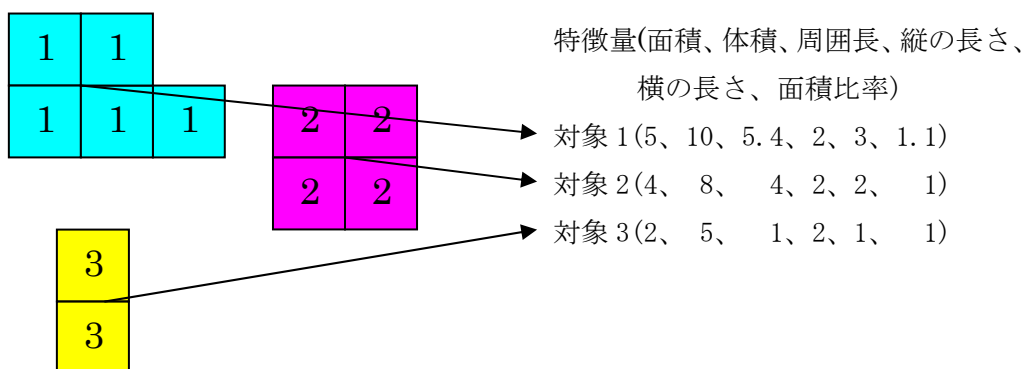 1 1
1 1 1
2 2
2 2
3
3
特徴量(面積、体積、周囲長、縦の長さ、
横の長さ、面積比率)
対象1(5、10、5.4、2、3、1.1)
対象2(4、 8、 4、2、2、 1)
対象3(2、 5、 1、2、1、 1)